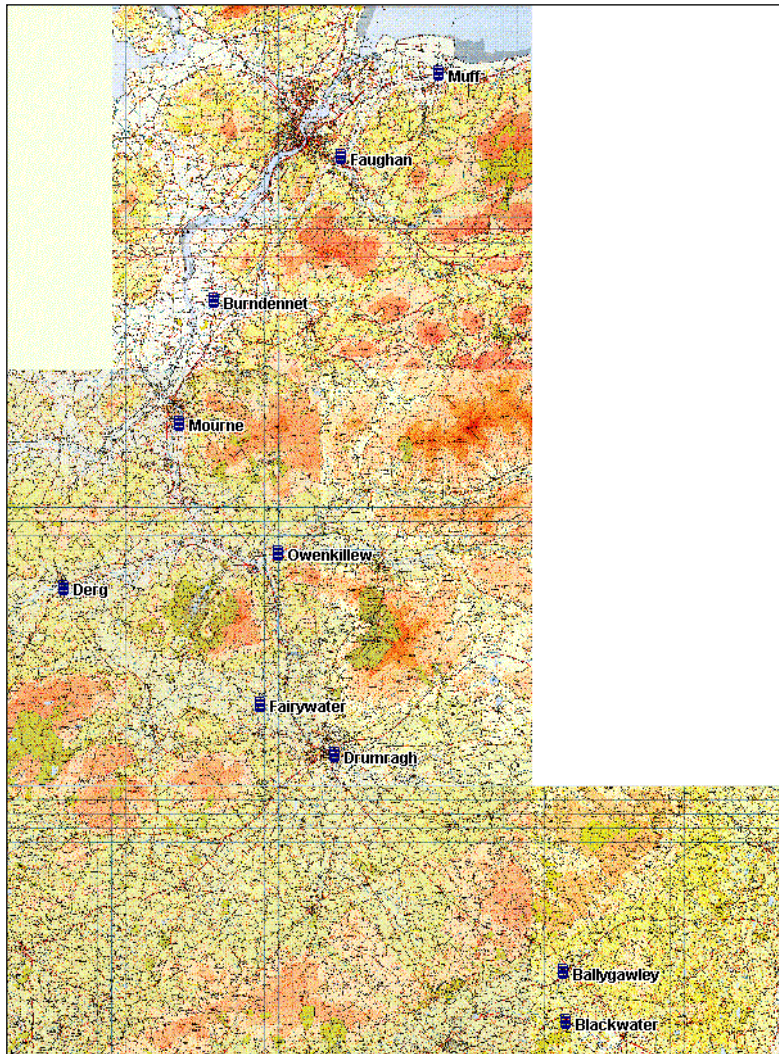 Muff
Faughan
Burndennet
Mourne
Owenkillew
Derg
Fairywater
Drumragh
Ballygawley
Blackwater